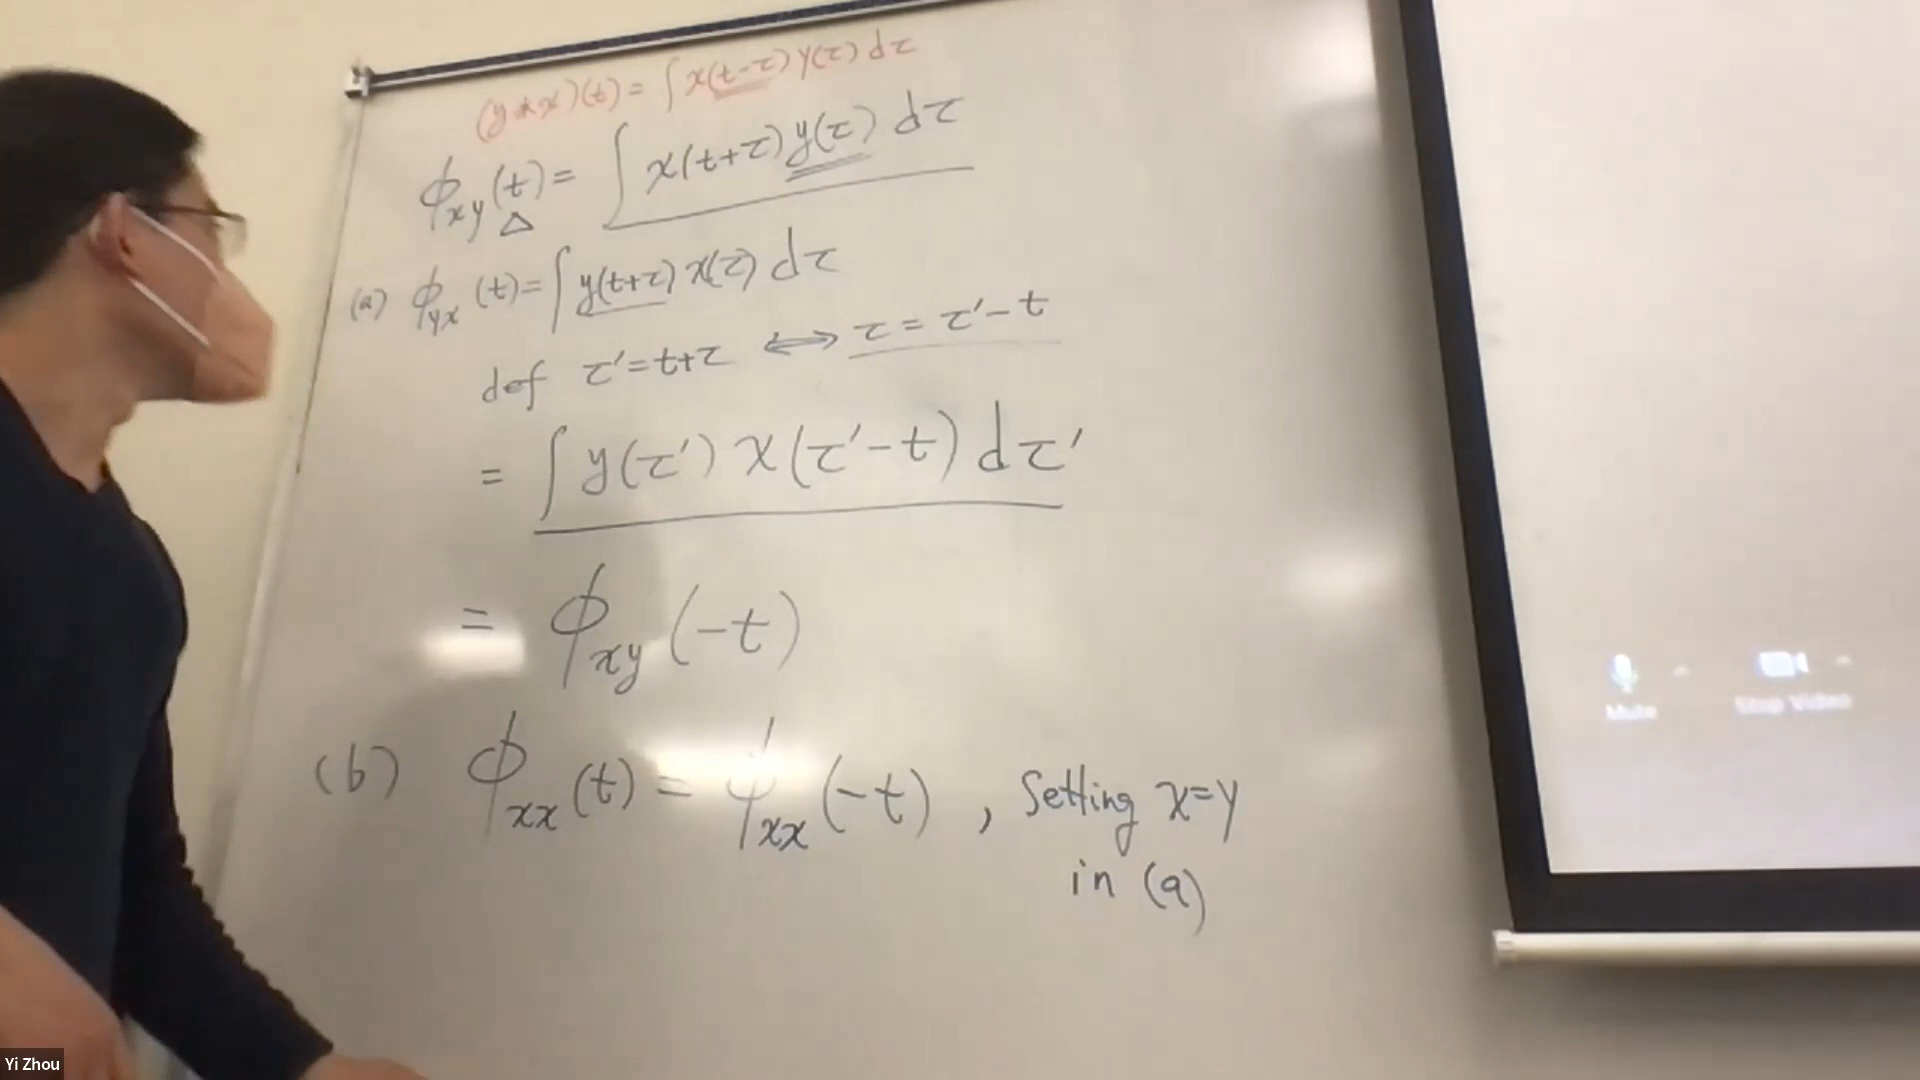 (y*x)(t) = ∫ x(t-τ) y(τ) dτ
ϕxy(t) = ∫ x(t+τ) y(τ) dτ
△
(a) ϕyx (t) = ∫ y(t+τ) x(τ) dτ
def τ' = t+τ ⟺ τ = τ'-t
= ∫ y(τ') x(τ'-t) dτ'
= ϕxy (-t)
(b) ϕxx (t) = ϕxx (-t) , Setting x=y
in (a)
Mute
Stop Video
Yi Zhou